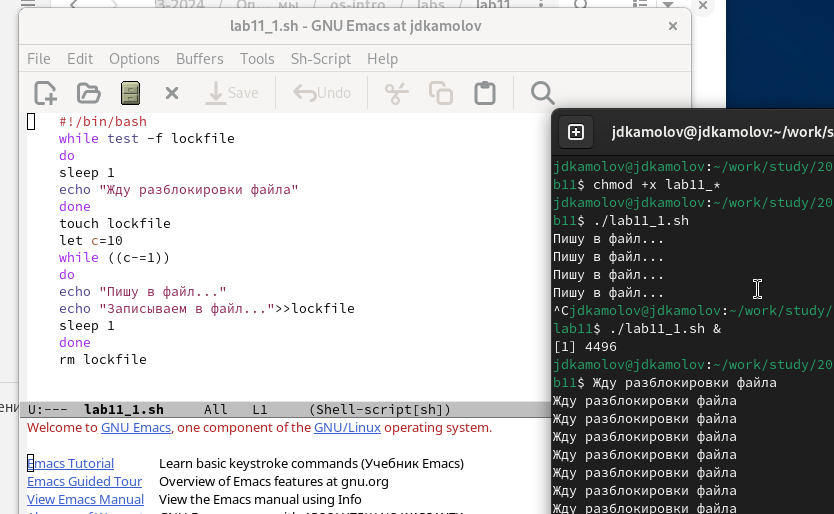 3-2024 / Оп... мы / os-intro / labs / lab11
lab11_1.sh - GNU Emacs at jdkamolov
File Edit Options Buffers Tools Sh-Script Help
Save Undo
#!/bin/bash
while test -f lockfile
do
sleep 1
echo "Жду разблокировки файла"
done
touch lockfile
let c=10
while ((c-=1))
do
echo "Пишу в файл..."
echo "Записываем в файл...">>lockfile
sleep 1
done
rm lockfile
U:--- lab11_1.sh All L1 (Shell-script[sh])
Welcome to GNU Emacs, one component of the GNU/Linux operating system.
Emacs Tutorial Learn basic keystroke commands (Учебник Emacs)
Emacs Guided Tour Overview of Emacs features at gnu.org
View Emacs Manual View the Emacs manual using Info
jdkamolov@jdkamolov:~/work/s
jdkamolov@jdkamolov:~/work/study/20
b11$ chmod +x lab11_*
jdkamolov@jdkamolov:~/work/study/20
b11$ ./lab11_1.sh
Пишу в файл...
Пишу в файл...
Пишу в файл...
Пишу в файл...
^Cjdkamolov@jdkamolov:~/work/study/
lab11$ ./lab11_1.sh &
[1] 4496
jdkamolov@jdkamolov:~/work/study/20
b11$ Жду разблокировки файла
Жду разблокировки файла
Жду разблокировки файла
Жду разблокировки файла
Жду разблокировки файла
Жду разблокировки файла
Жду разблокировки файла
Жду разблокировки файла